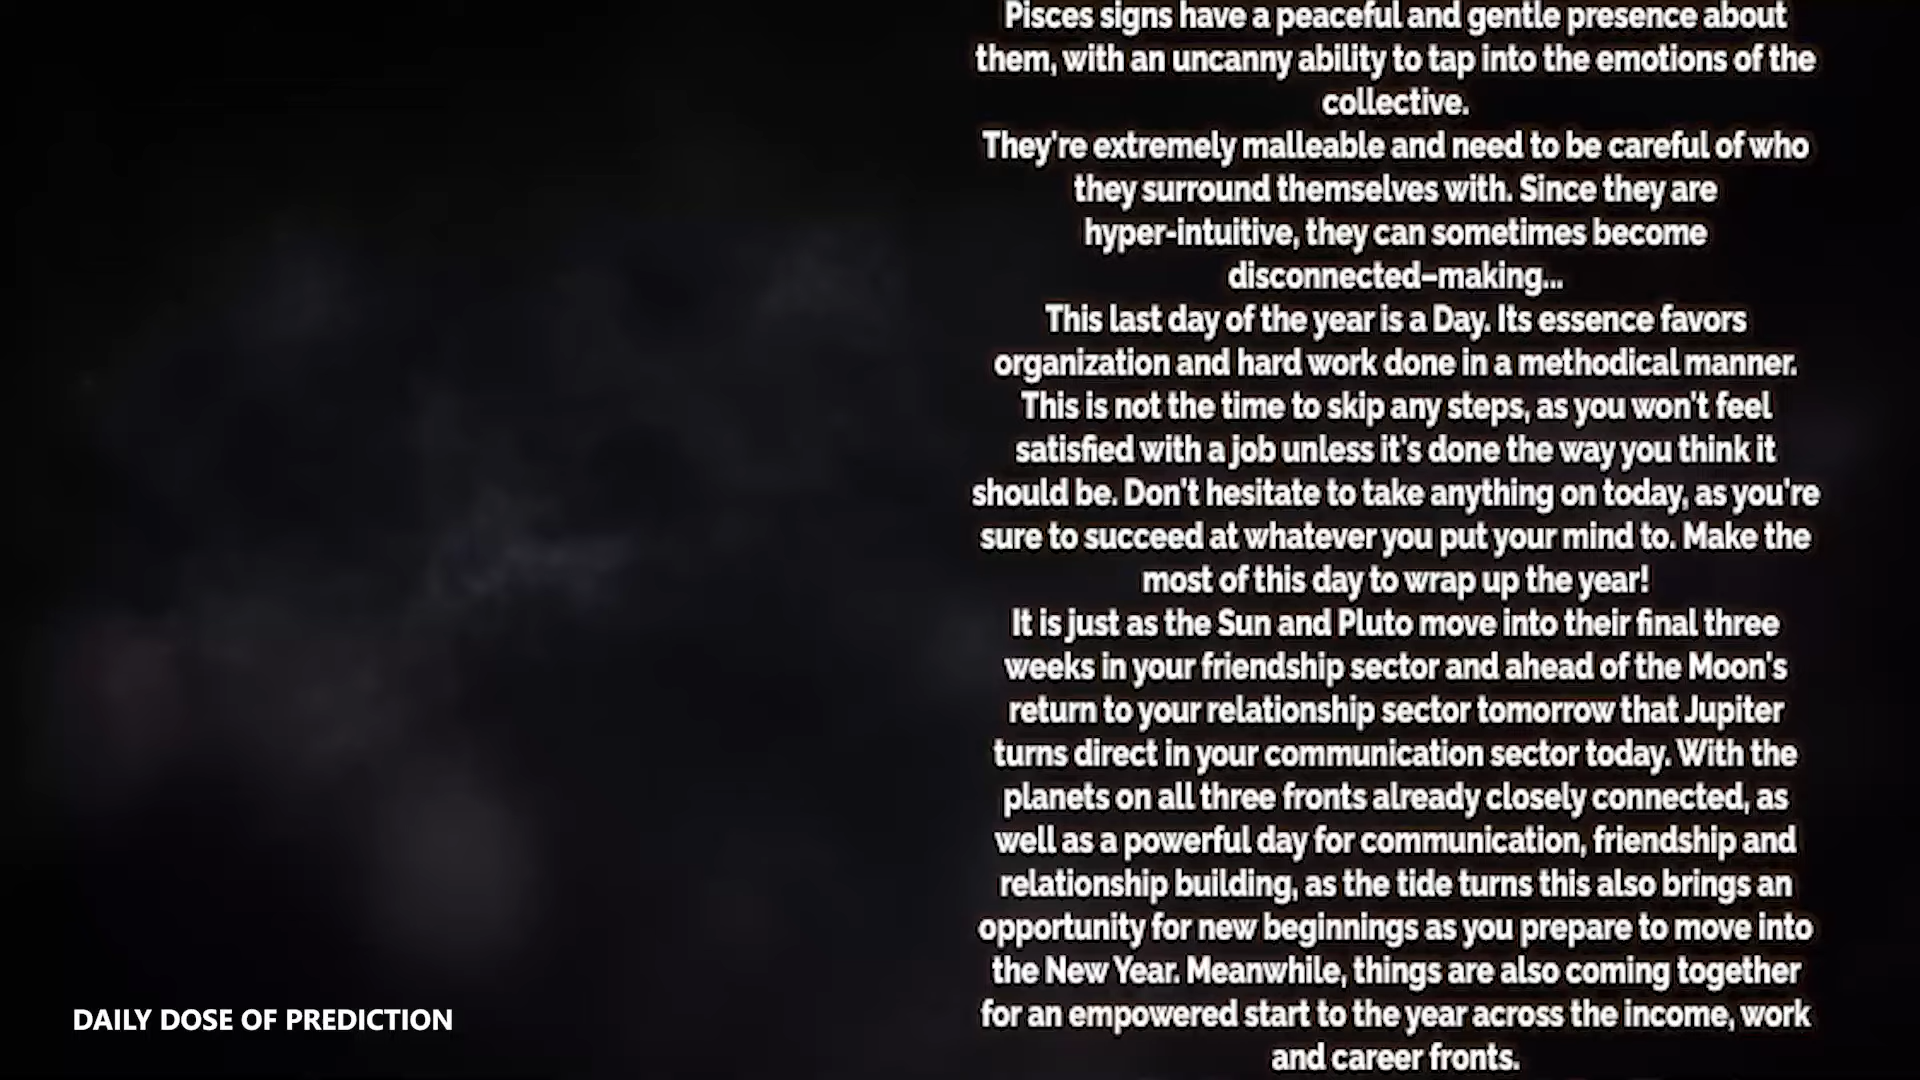 Pisces signs have a peaceful and gentle presence about
them, with an uncanny ability to tap into the emotions of the
collective.
They're extremely malleable and need to be careful of who
they surround themselves with. Since they are
hyper-intuitive, they can sometimes become
disconnected–making...
This last day of the year is a Day. Its essence favors
organization and hard work done in a methodical manner.
This is not the time to skip any steps, as you won't feel
satisfied with a job unless it's done the way you think it
should be. Don't hesitate to take anything on today, as you're
sure to succeed at whatever you put your mind to. Make the
most of this day to wrap up the year!
It is just as the Sun and Pluto move into their final three
weeks in your friendship sector and ahead of the Moon's
return to your relationship sector tomorrow that Jupiter
turns direct in your communication sector today. With the
planets on all three fronts already closely connected, as
well as a powerful day for communication, friendship and
relationship building, as the tide turns this also brings an
opportunity for new beginnings as you prepare to move into
the New Year. Meanwhile, things are also coming together
for an empowered start to the year across the income, work
and career fronts.
DAILY DOSE OF PREDICTION